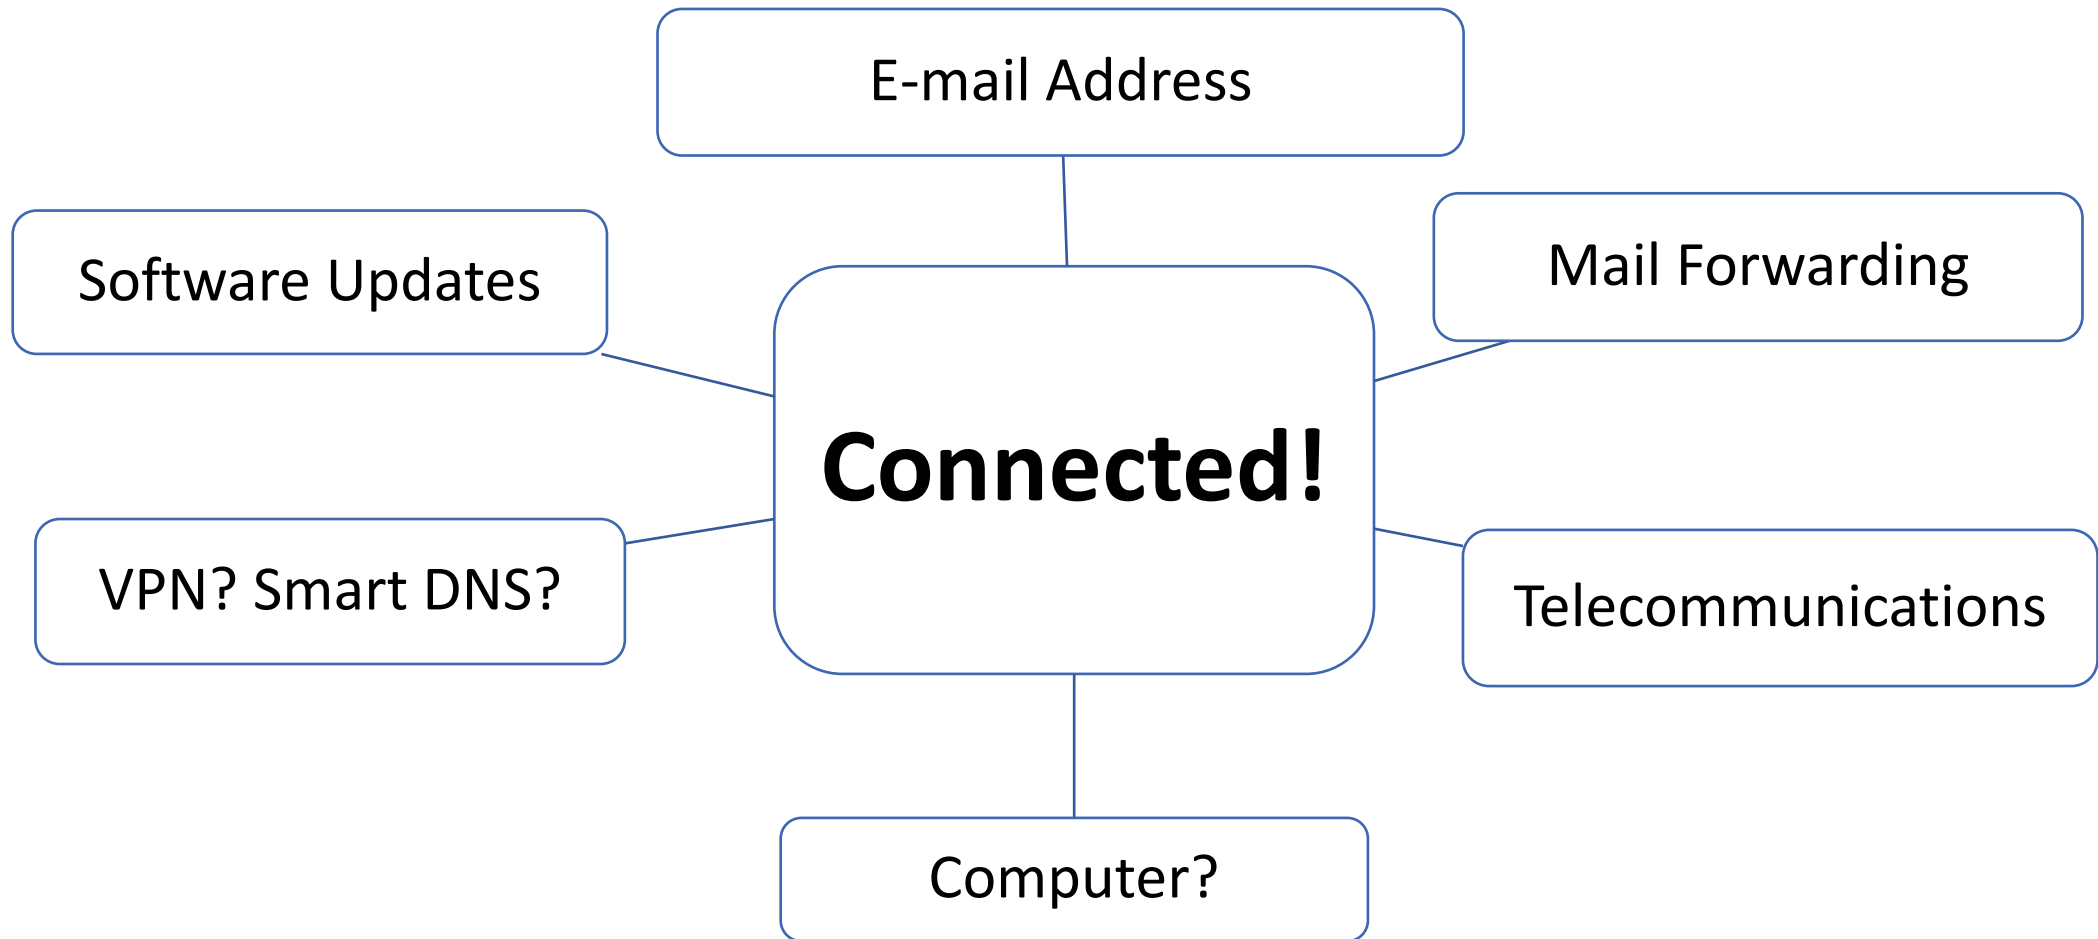 E-mail Address
Mail Forwarding
Software Updates
Connected!
VPN? Smart DNS?
Telecommunications
Computer?